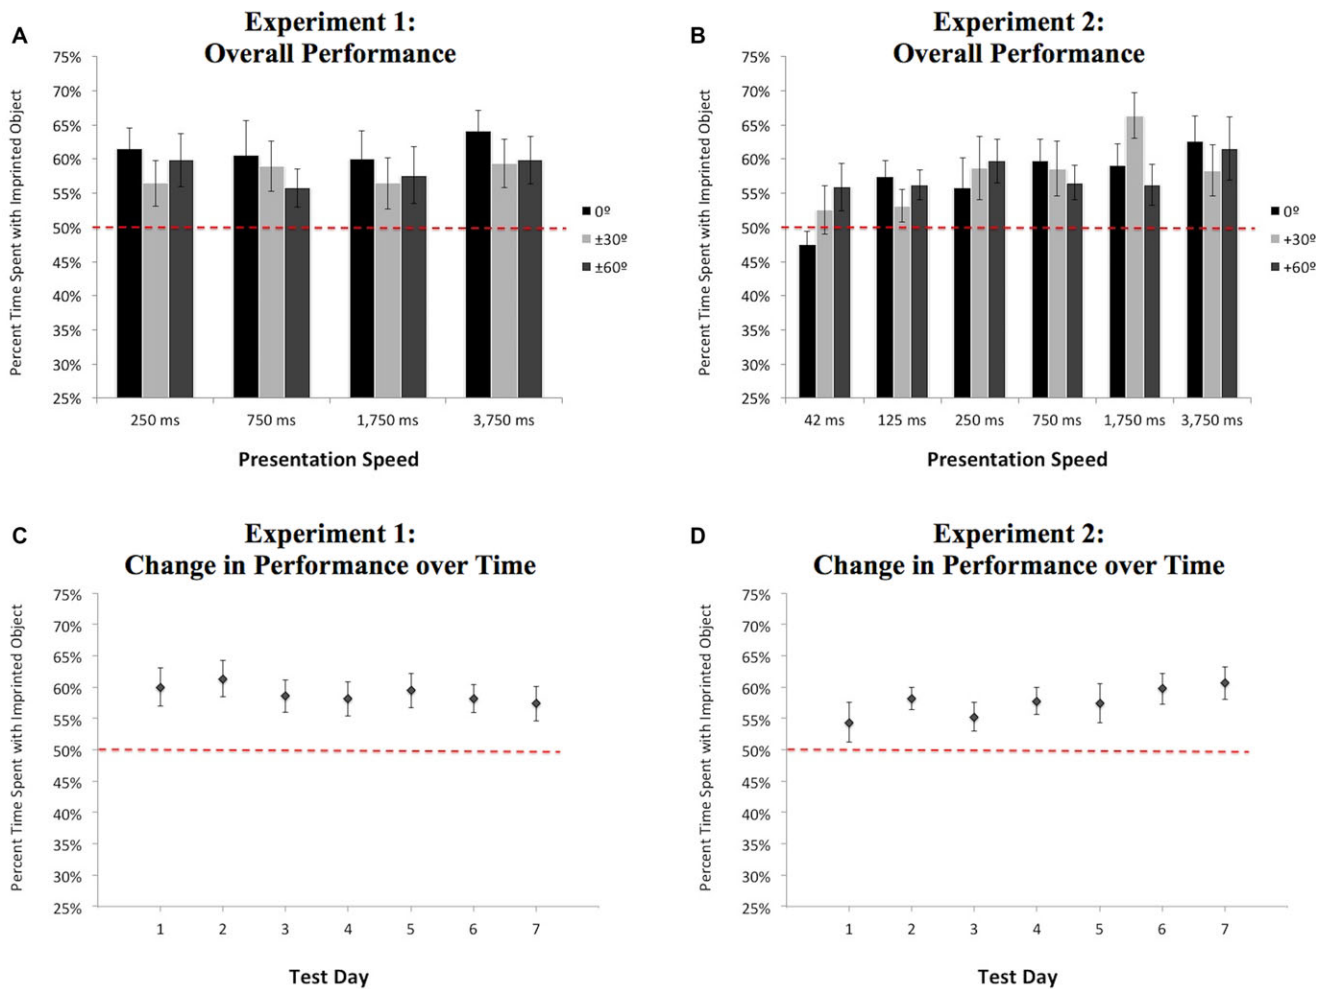 A
Experiment 1:
Overall Performance
Percent Time Spent with Imprinted Object
75%
70%
65%
60%
55%
50%
45%
40%
35%
30%
25%
0º
±30º
±60º
250 ms 750 ms 1,750 ms 3,750 ms
Presentation Speed
B
Experiment 2:
Overall Performance
Percent Time Spent with Imprinted Object
75%
70%
65%
60%
55%
50%
45%
40%
35%
30%
25%
0º
+30º
+60º
42 ms 125 ms 250 ms 750 ms 1,750 ms 3,750 ms
Presentation Speed
C
Experiment 1:
Change in Performance over Time
Percent Time Spent with Imprinted Object
75%
70%
65%
60%
55%
50%
45%
40%
35%
30%
25%
1 2 3 4 5 6 7
Test Day
D
Experiment 2:
Change in Performance over Time
Percent Time Spent with Imprinted Object
75%
70%
65%
60%
55%
50%
45%
40%
35%
30%
25%
1 2 3 4 5 6 7
Test Day